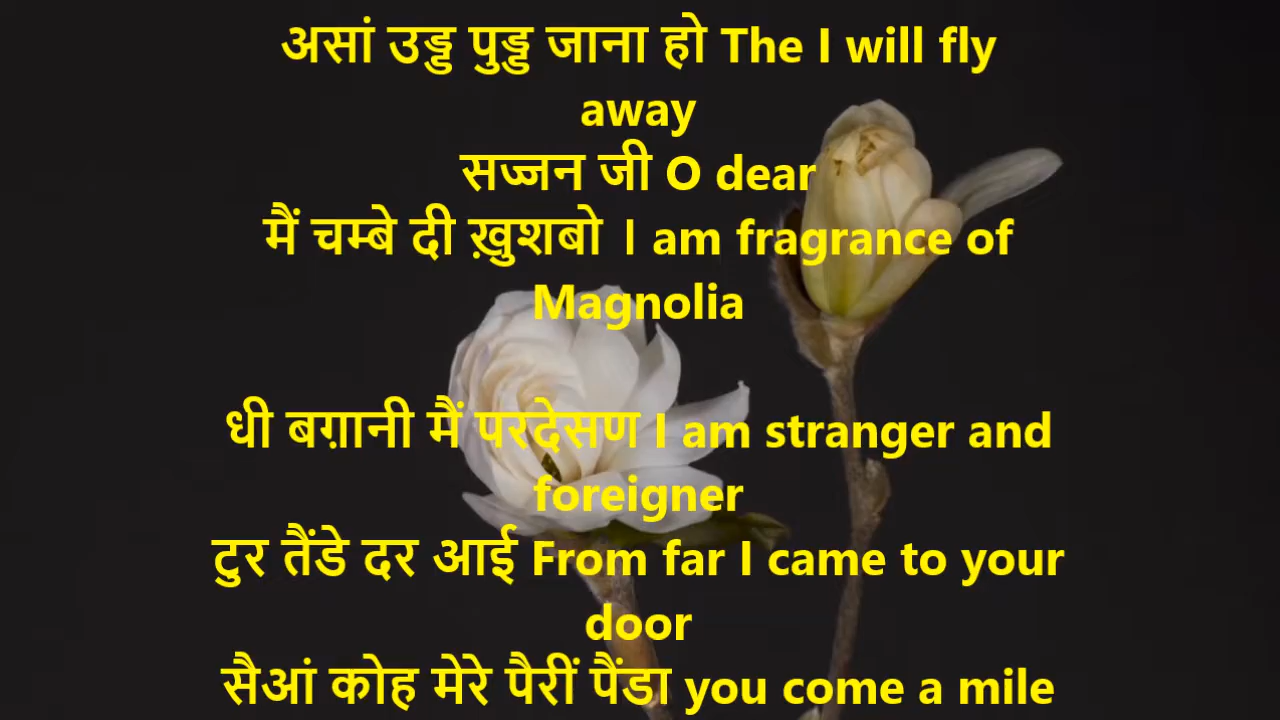 असां उड्ड पुड्ड जाना हो The I will fly
away
सज्जन जी O dear
मैं चम्बे दी ख़ुशबो I am fragrance of
Magnolia
धी बग़ानी मैं परदेसण I am stranger and
foreigner
टुर तैंडे दर आई From far I came to your
door
सैआं कोह मेरे पैरीं पैंडा you come a mile